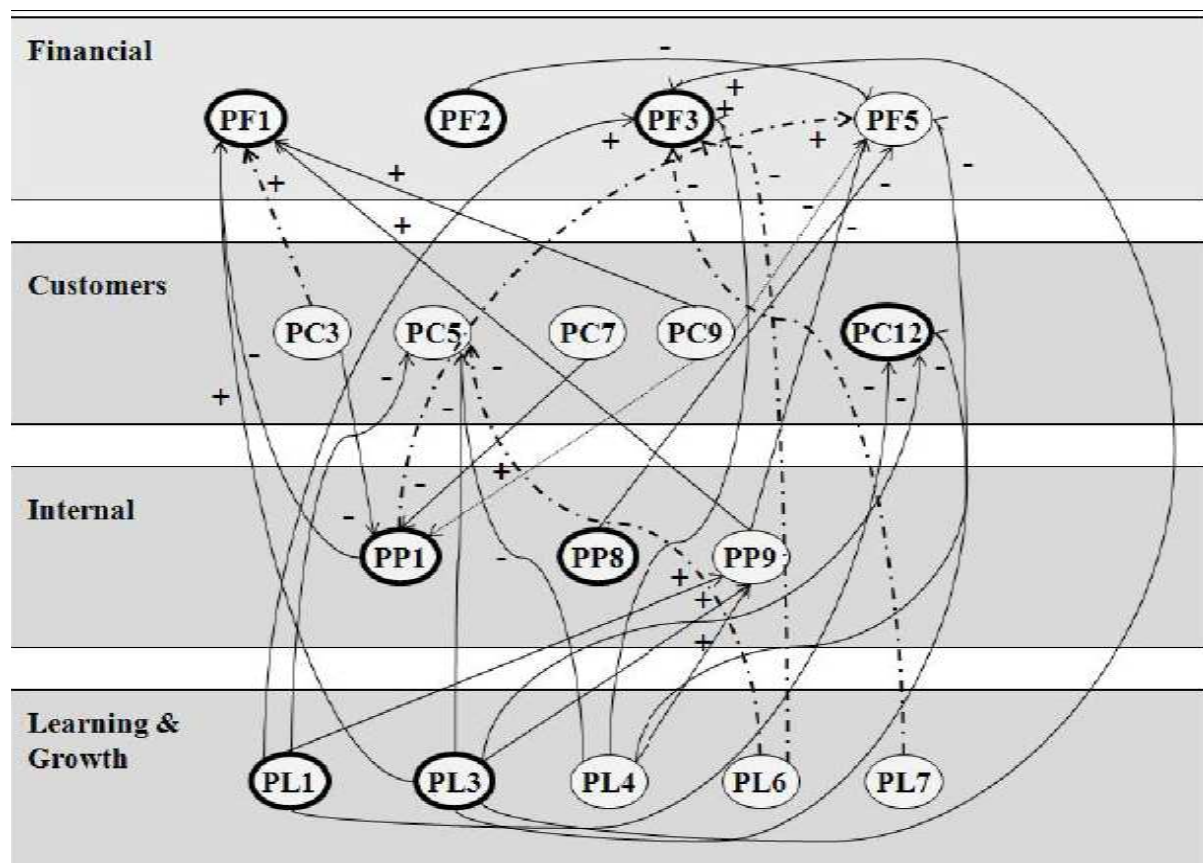 Financial
-
+
+
PF1
PF2
PF3
PF5
+
-
+
-
+
+
-
-
-
+
-
-
Customers
PC3
PC5
PC7
PC9
PC12
-
-
-
-
-
-
+
-
+
-
Internal
-
PP1
PP8
PP9
-
+
+
+
Learning &
Growth
PL1
PL3
PL4
PL6
PL7